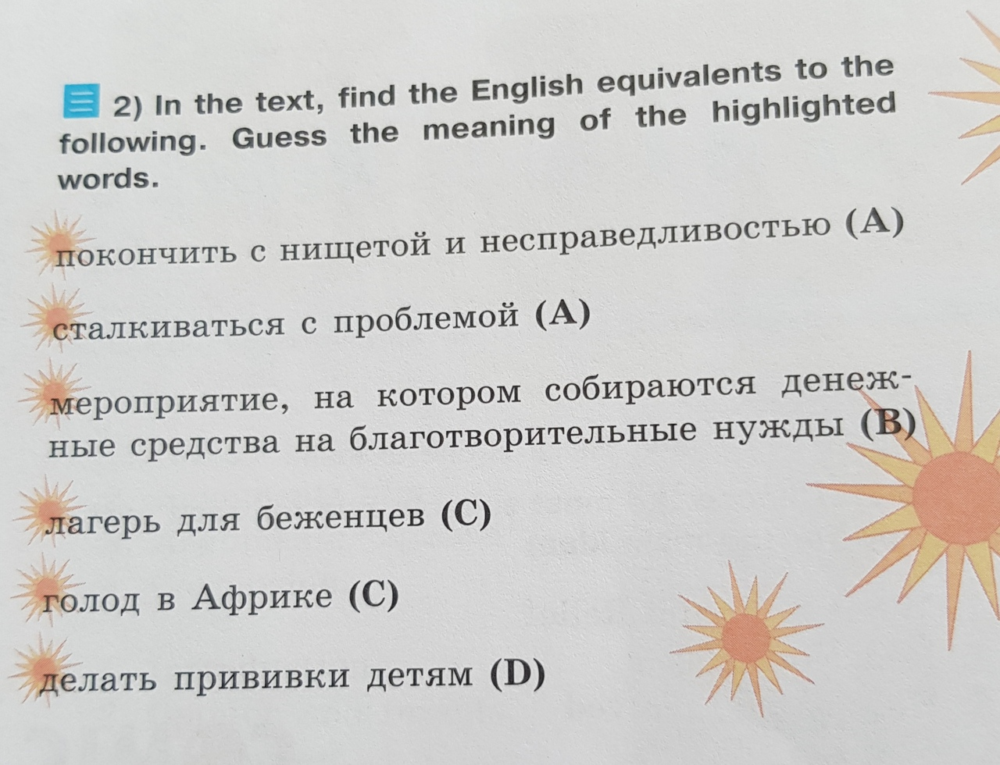 2) In the text, find the English equivalents to the
following. Guess the meaning of the highlighted
words.
покончить с нищетой и несправедливостью (A)
сталкиваться с проблемой (A)
мероприятие, на котором собираются денеж-
ные средства на благотворительные нужды (B)
лагерь для беженцев (C)
голод в Африке (C)
делать прививки детям (D)